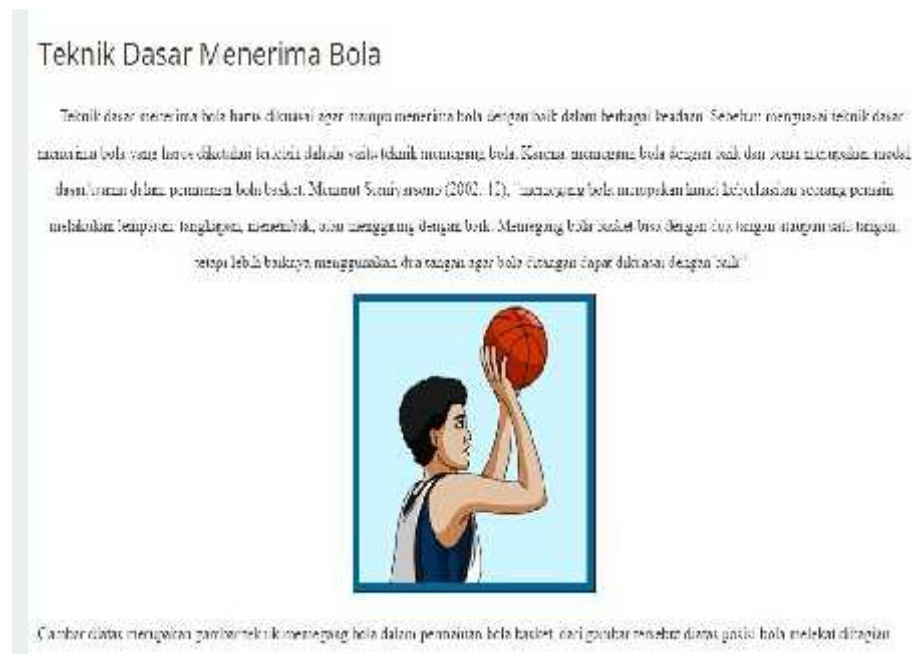 Teknik Dasar Menerima Bola
Teknik dasar menerima bola harus dikuasai agar mampu menerima bola dengan baik dalam berbagai keadaan. Sebelum menguasai teknik dasar
menerima bola yang harus diketahui terlebih dahulu yaitu teknik memegang bola. Karena, memegang bola dengan baik dan benar merupakan modal
dasar/utama dalam permainan bola basket. Menurut (2002: 12), "memegang bola merupakan kunci keberhasilan seorang pemain
melakukan lemparan, tangkapan, menembak, atau menggiring dengan baik. Memegang bola basket bisa dengan dua tangan ataupun satu tangan,
tetapi lebih baiknya menggunakan dua tangan agar bola ditangan dapat dikuasai dengan baik"
Gambar diatas merupakan gambar teknik memegang bola dalam permainan bola basket, dari gambar tersebut diatas posisi bola melekat dibagian